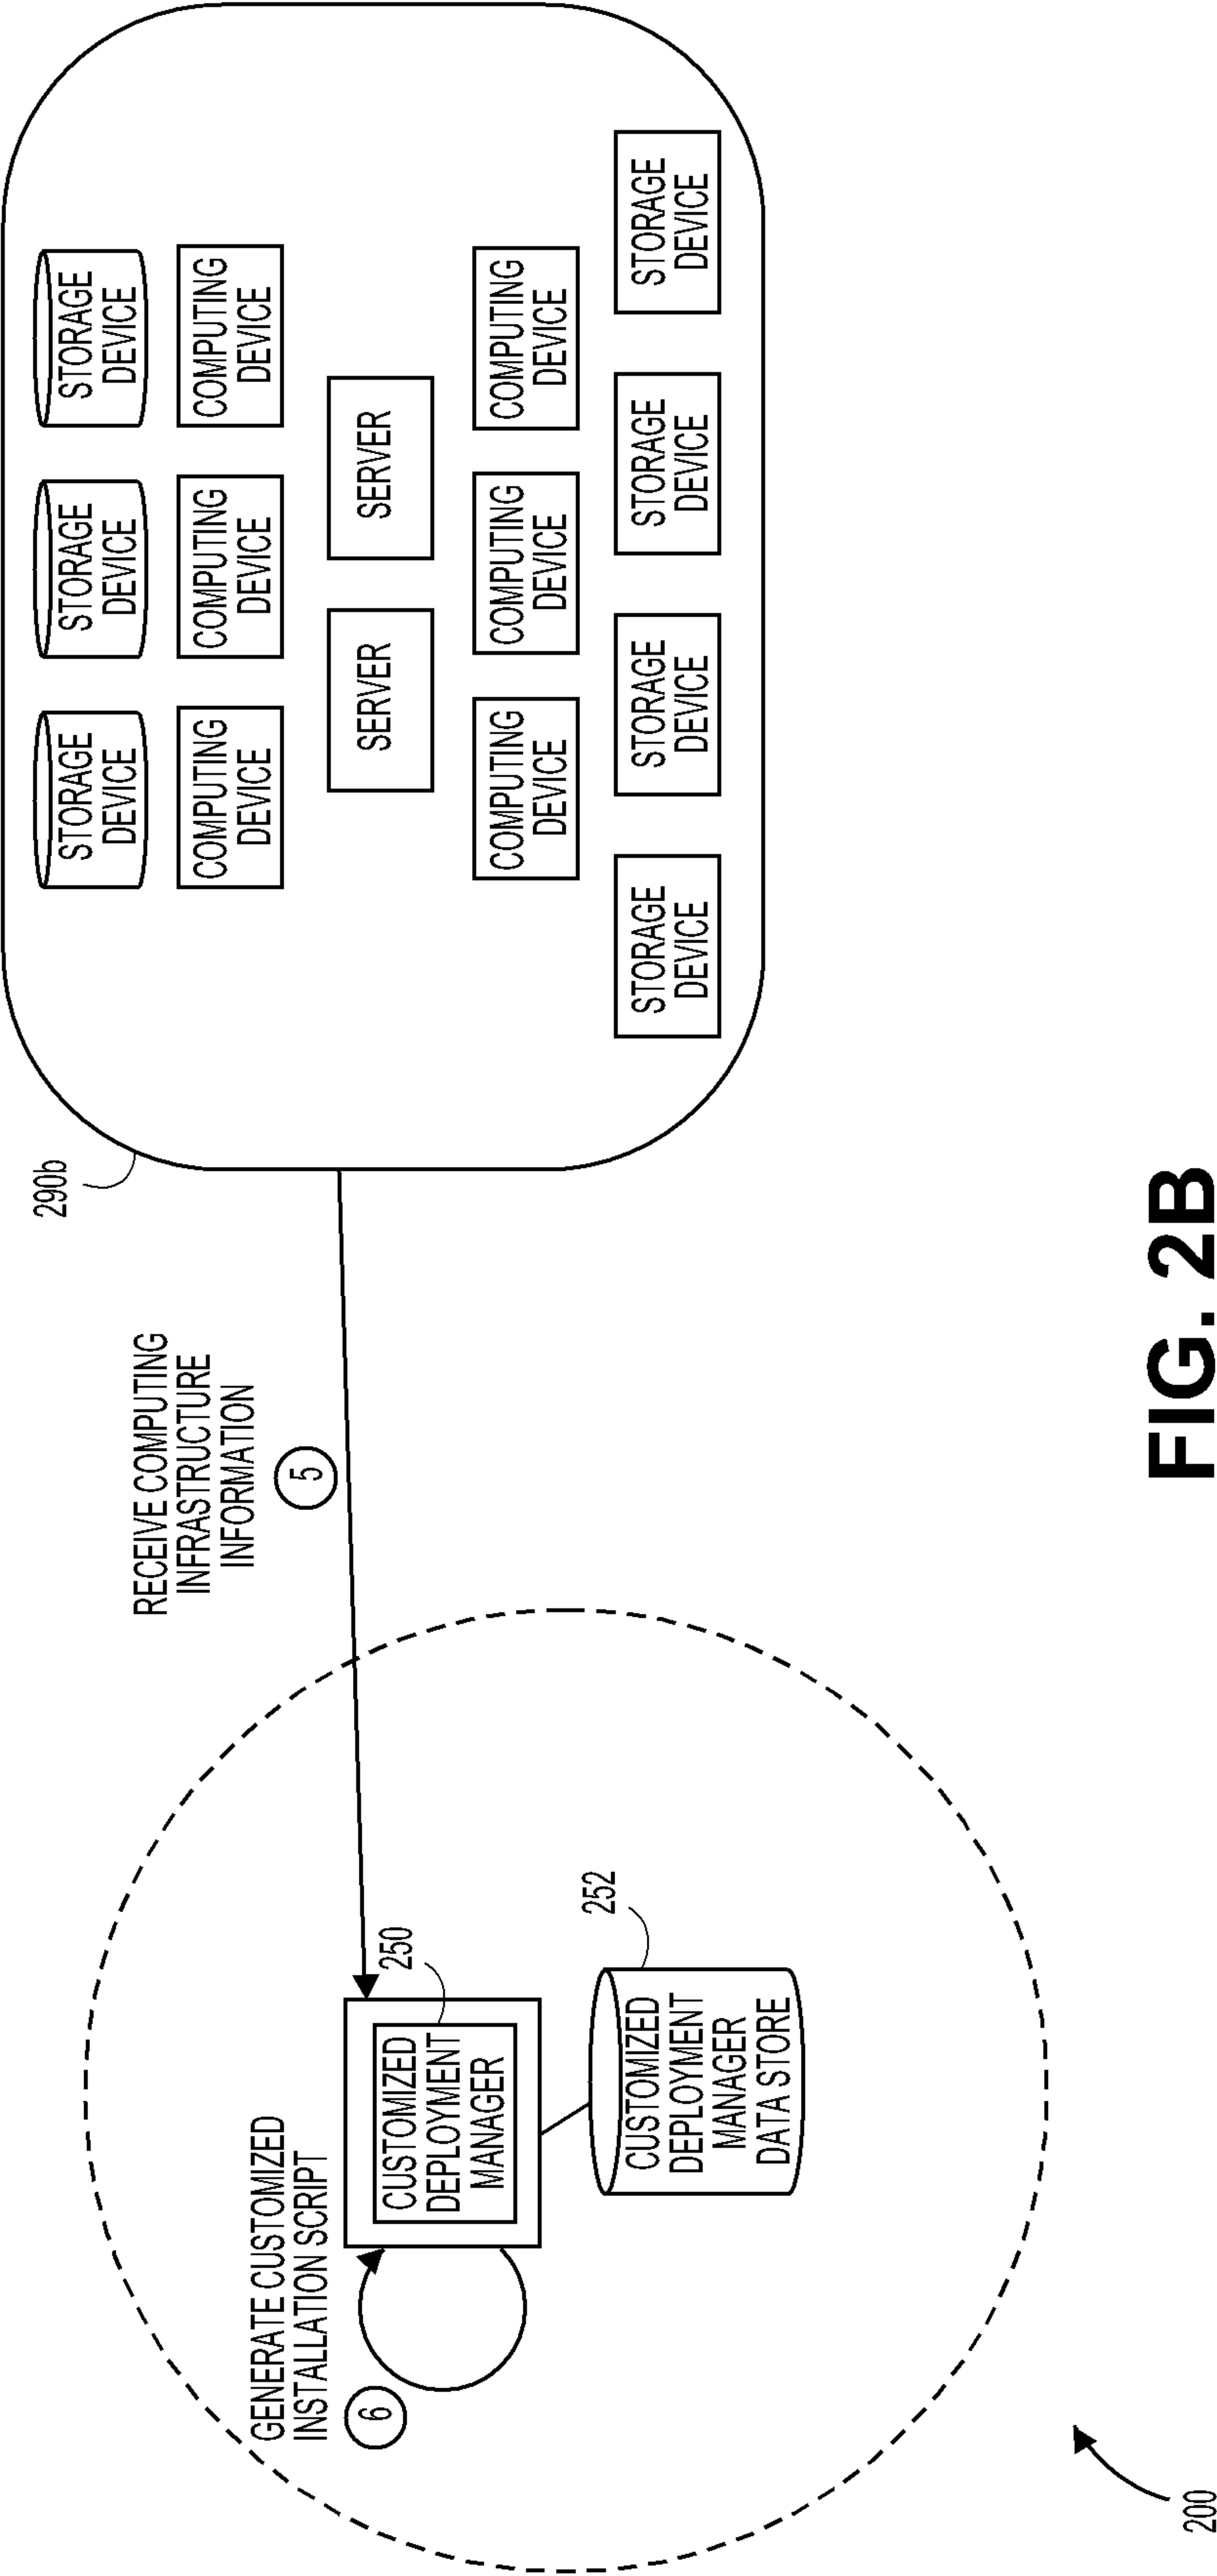 GENERATE CUSTOMIZED
INSTALLATION SCRIPT
6
CUSTOMIZED
DEPLOYMENT
MANAGER
250
CUSTOMIZED
DEPLOYMENT
MANAGER
DATA STORE
252
200
RECEIVE COMPUTING
INFRASTRUCTURE
INFORMATION
5
290b
STORAGE
DEVICE
STORAGE
DEVICE
STORAGE
DEVICE
COMPUTING
DEVICE
COMPUTING
DEVICE
COMPUTING
DEVICE
SERVER
SERVER
COMPUTING
DEVICE
COMPUTING
DEVICE
COMPUTING
DEVICE
STORAGE
DEVICE
STORAGE
DEVICE
STORAGE
DEVICE
STORAGE
DEVICE
FIG. 2B